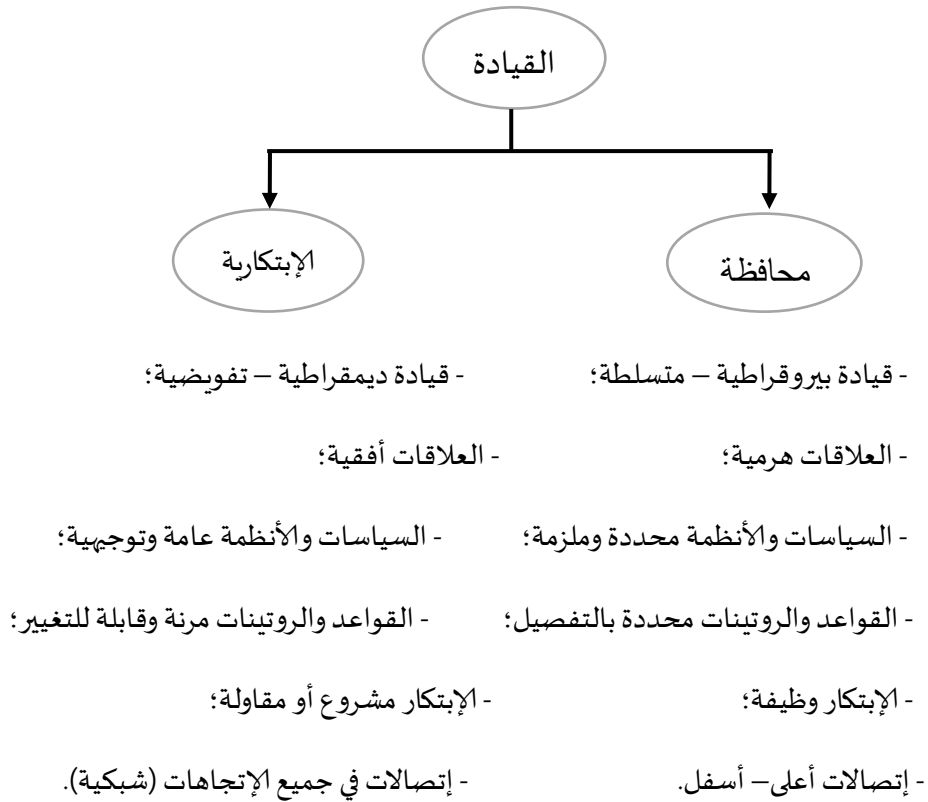 القيادة
محافظة
الإبتكارية
- قيادة بيروقراطية – متسلطة؛
- قيادة ديمقراطية – تفويضية؛
- العلاقات هرمية؛
- العلاقات أفقية؛
- السياسات والأنظمة محددة وملزمة؛
- السياسات والأنظمة عامة وتوجيهية؛
- القواعد والروتينات محددة بالتفصيل؛
- القواعد والروتينات مرنة وقابلة للتغيير؛
- الإبتكار وظيفة؛
- الإبتكار مشروع أو مقاولة؛
- إتصالات أعلى– أسفل.
- إتصالات في جميع الإتجاهات (شبكية).